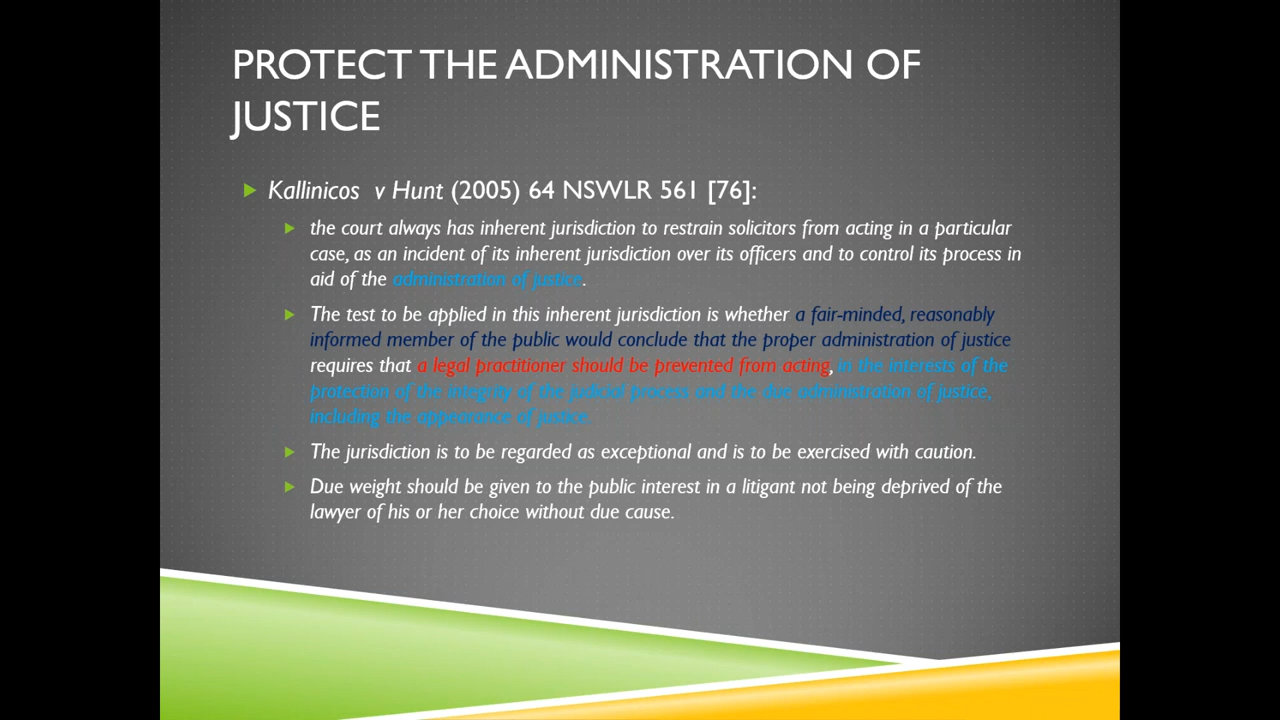 PROTECT THE ADMINISTRATION OF
JUSTICE
Kallinicos v Hunt (2005) 64 NSWLR 561 [76]:
the court always has inherent jurisdiction to restrain solicitors from acting in a particular
case, as an incident of its inherent jurisdiction over its officers and to control its process in
aid of the administration of justice.
The test to be applied in this inherent jurisdiction is whether a fair-minded, reasonably
informed member of the public would conclude that the proper administration of justice
requires that a legal practitioner should be prevented from acting, in the interests of the
protection of the integrity of the judicial process and the due administration of justice,
including the appearance of justice.
The jurisdiction is to be regarded as exceptional and is to be exercised with caution.
Due weight should be given to the public interest in a litigant not being deprived of the
lawyer of his or her choice without due cause.